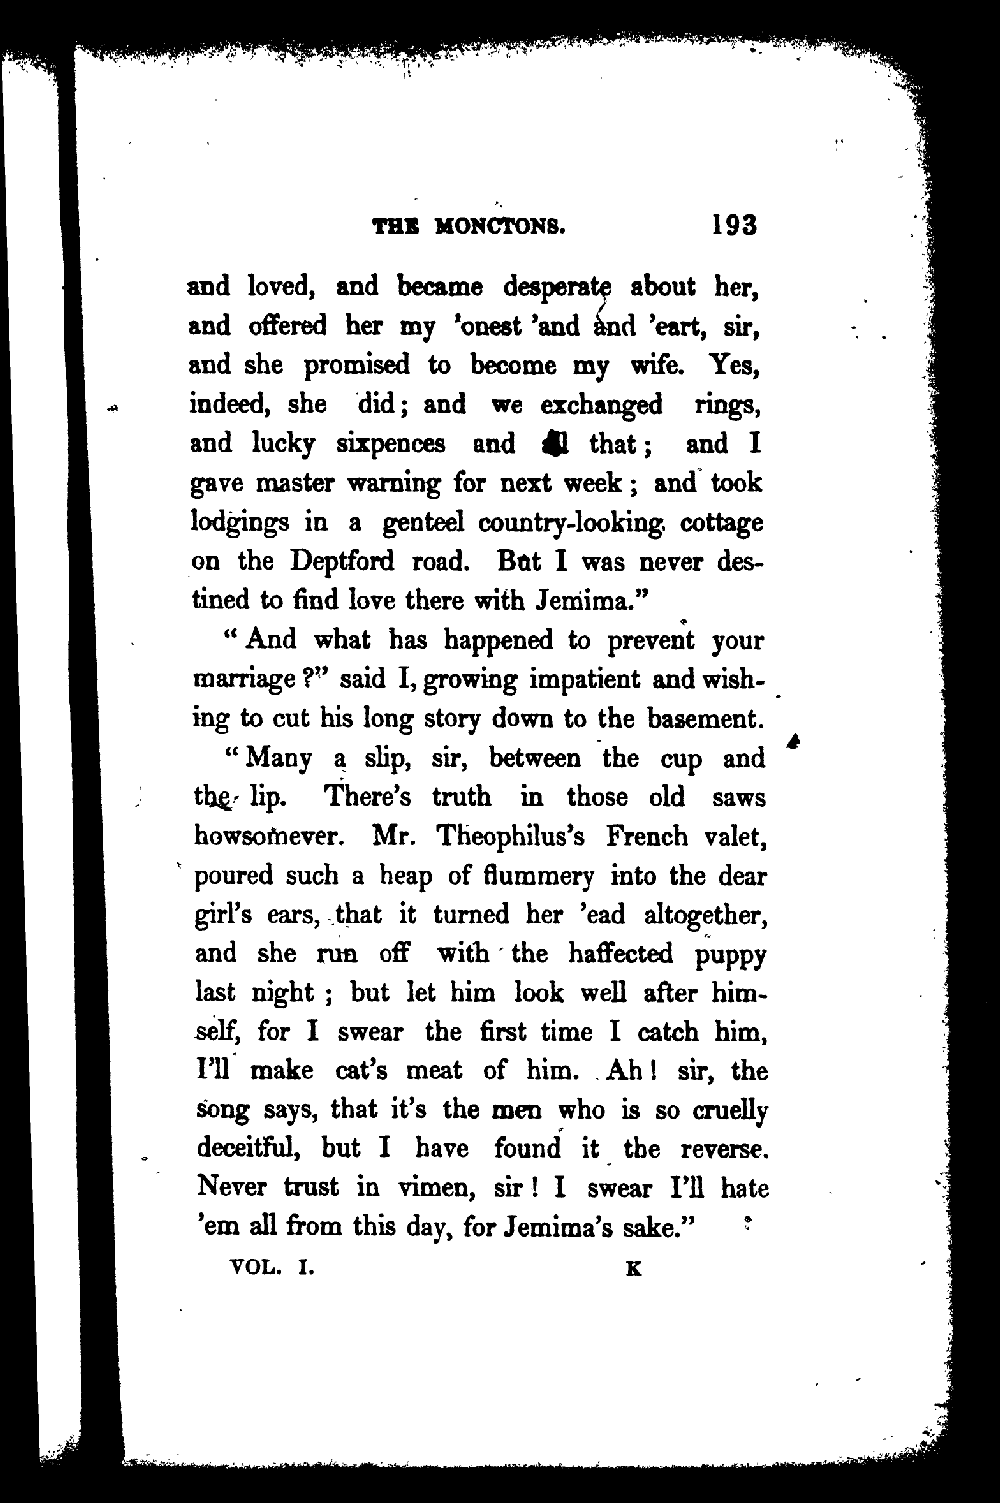 THE MONCTONS. 193
and loved, and became desperate about her,
and offered her my 'onest 'and and 'eart, sir,
and she promised to become my wife. Yes,
indeed, she did; and we exchanged rings,
and lucky sixpences and all that; and I
gave master warning for next week; and took
lodgings in a genteel country-looking cottage
on the Deptford road. But I was never des-
tined to find love there with Jemima."
"And what has happened to prevent your
marriage?" said I, growing impatient and wish-
ing to cut his long story down to the basement.
"Many a slip, sir, between the cup and
the lip. There's truth in those old saws
howsomever. Mr. Theophilus's French valet,
poured such a heap of flummery into the dear
girl's ears, that it turned her 'ead altogether,
and she run off with the haffected puppy
last night; but let him look well after him-
self, for I swear the first time I catch him,
I'll make cat's meat of him. Ah! sir, the
song says, that it's the men who is so cruelly
deceitful, but I have found it the reverse.
Never trust in vimen, sir! I swear I'll hate
'em all from this day, for Jemima's sake."
VOL. I. K